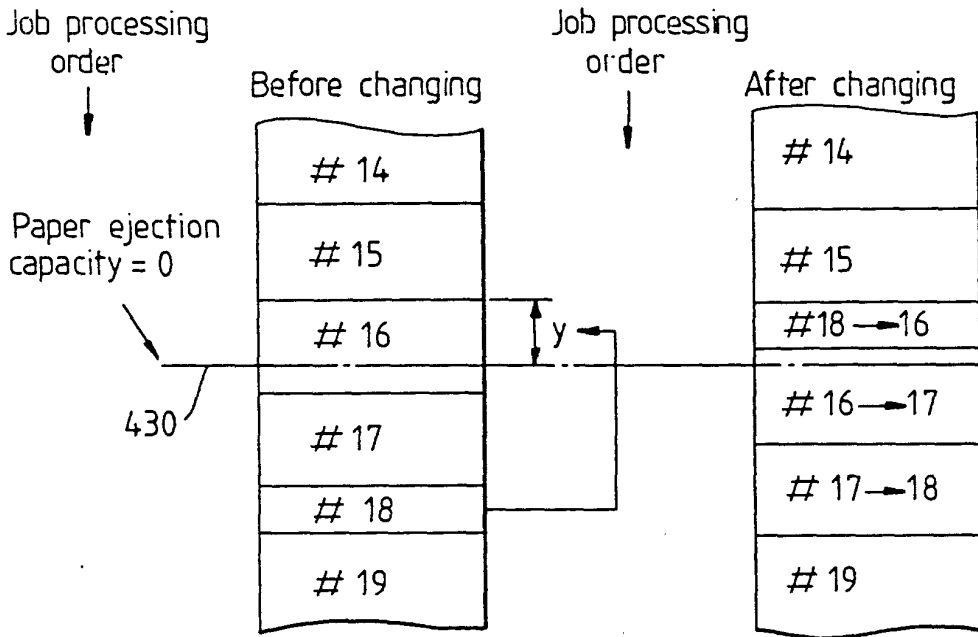 Job processing
order
Before changing
# 14
# 15
# 16
# 17
# 18
# 19
Paper ejection
capacity = 0
430
y
Job processing
order
After changing
# 14
# 15
#18 → 16
# 16 → 17
# 17 → 18
# 19